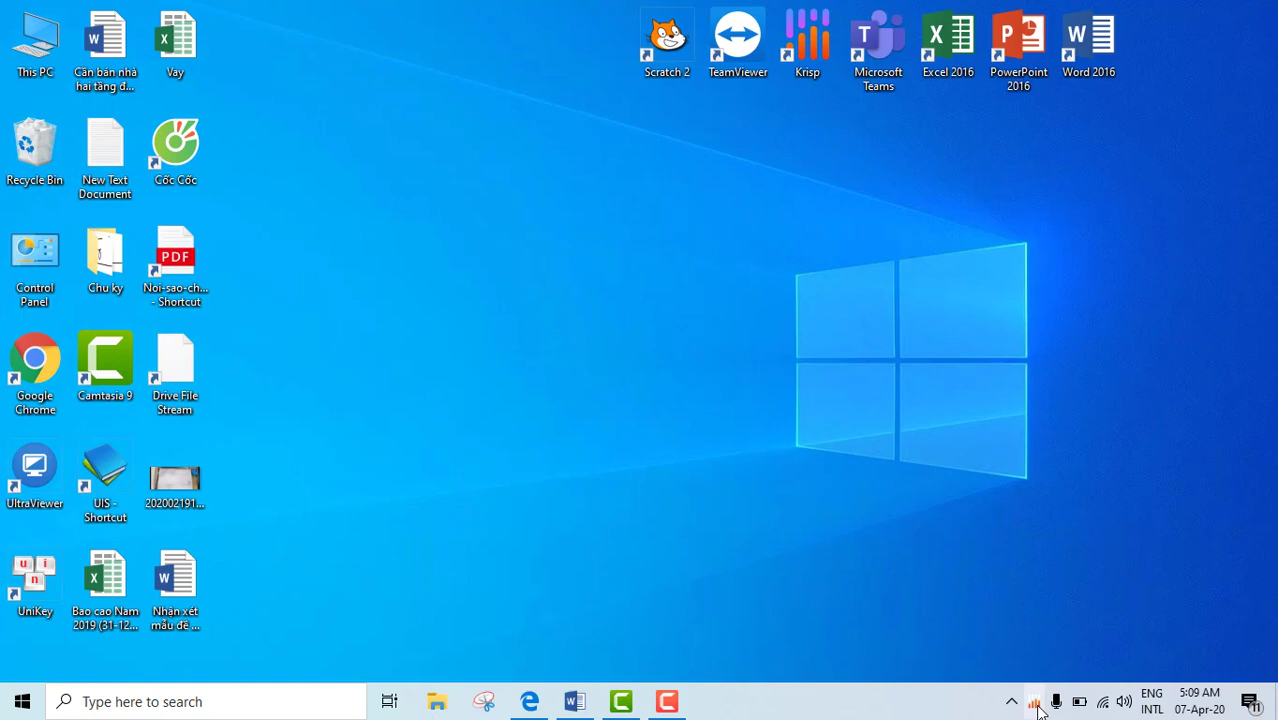 This PC
Căn bản nhà
hai tầng đ...
Vay
Scratch 2
TeamViewer
Krisp
Microsoft
Teams
Excel 2016
PowerPoint
2016
Word 2016
Recycle Bin
New Text
Document
Cốc Cốc
Control
Panel
Chu ky
PDF
Noi-sao-ch...
- Shortcut
Google
Chrome
Camtasia 9
Drive File
Stream
UltraViewer
UIS -
Shortcut
202002191...
u i
n
UniKey
Bao cao Nam
2019 (31-12...
Nhận xét
mẫu đề ...
Type here to search
ENG
INTL
5:09 AM
07-Apr-20
11